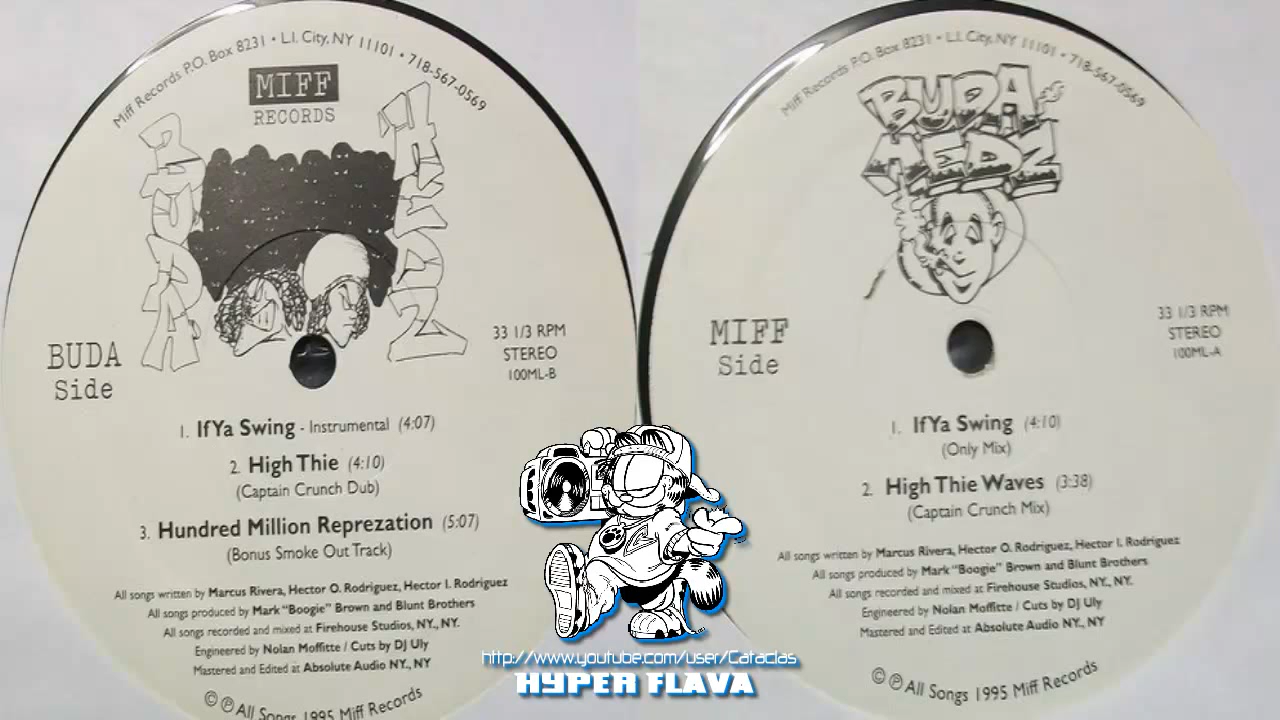 Miff Records P.O. Box 8231 • L.I. City, NY 11101 • 718-567-0569
MIFF
RECORDS
BUDA
HEDZ
BUDA
Side
33 1/3 RPM
STEREO
100ML-B
1. If Ya Swing - Instrumental (4:07)
2. High Thie (4:10)
(Captain Crunch Dub)
3. Hundred Million Reprezation (5:07)
(Bonus Smoke Out Track)
All songs written by Marcus Rivera, Hector O. Rodriguez, Hector I. Rodriguez
All songs produced by Mark "Boogie" Brown and Blunt Brothers
All songs recorded and mixed at Firehouse Studios, NY., NY.
Engineered by Nolan Moffitte / Cuts by DJ Uly
Mastered and Edited at Absolute Audio NY., NY
© ℗ All Songs 1995 Miff Records
Miff Records P.O. Box 8231 • L.I. City, NY 11101 • 718-567-0569
BUDA
HEDZ
MIFF
Side
33 1/3 RPM
STEREO
100ML-A
1. If Ya Swing (4:10)
(Only Mix)
2. High Thie Waves (3:38)
(Captain Crunch Mix)
All songs written by Marcus Rivera, Hector O. Rodriguez, Hector I. Rodriguez
All songs produced by Mark "Boogie" Brown and Blunt Brothers
All songs recorded and mixed at Firehouse Studios, NY., NY.
Engineered by Nolan Moffitte / Cuts by DJ Uly
Mastered and Edited at Absolute Audio NY., NY
© ℗ All Songs 1995 Miff Records
http://www.youtube.com/user/Cataclas
HYPER FLAVA